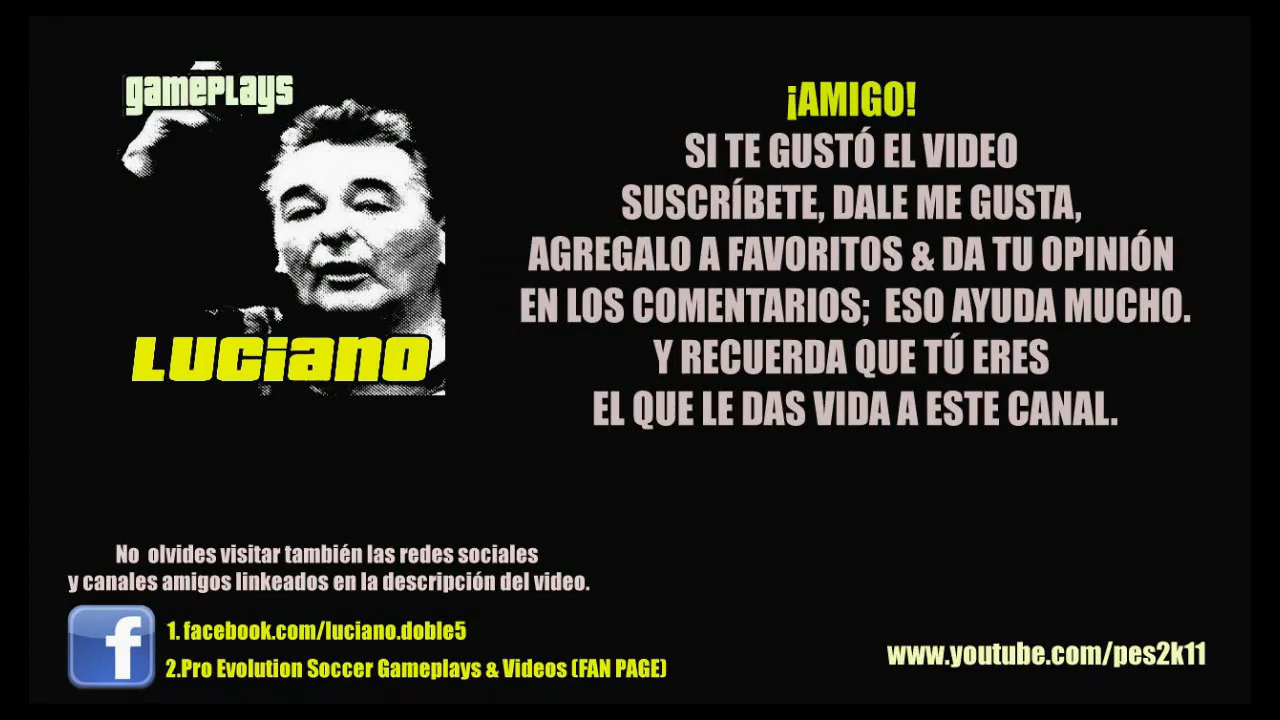 gamePLays
LUCIANO
¡AMIGO!
SI TE GUSTÓ EL VIDEO
SUSCRÍBETE, DALE ME GUSTA,
AGREGALO A FAVORITOS & DA TU OPINIÓN
EN LOS COMENTARIOS; ESO AYUDA MUCHO.
Y RECUERDA QUE TÚ ERES
EL QUE LE DAS VIDA A ESTE CANAL.
No olvides visitar también las redes sociales
y canales amigos linkeados en la descripción del video.
f
1. facebook.com/luciano.doble5
2.Pro Evolution Soccer Gameplays & Videos (FAN PAGE)
www.youtube.com/pes2k11